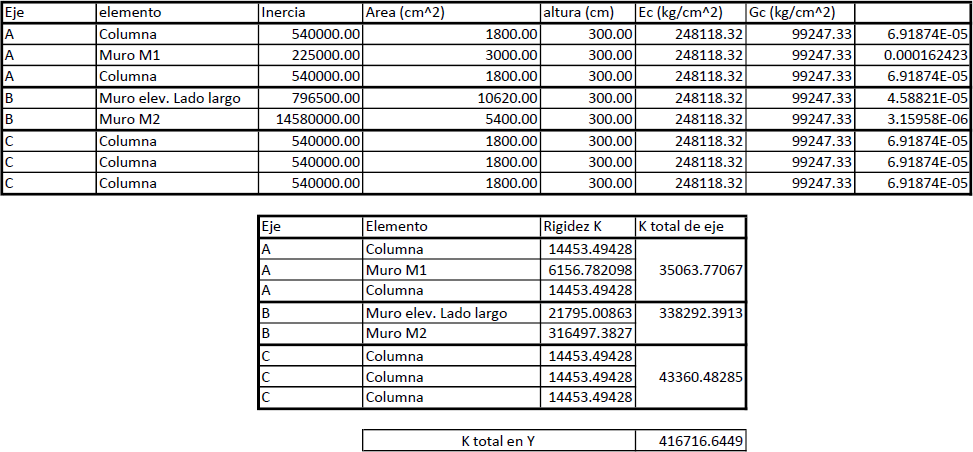 Eje elemento Inercia Area (cm^2) altura (cm) Ec (kg/cm^2) Gc (kg/cm^2)
A Columna 540000.00 1800.00 300.00 248118.32 99247.33 6.91874E-05
A Muro M1 225000.00 3000.00 300.00 248118.32 99247.33 0.000162423
A Columna 540000.00 1800.00 300.00 248118.32 99247.33 6.91874E-05
B Muro elev. Lado largo 796500.00 10620.00 300.00 248118.32 99247.33 4.58821E-05
B Muro M2 14580000.00 5400.00 300.00 248118.32 99247.33 3.15958E-06
C Columna 540000.00 1800.00 300.00 248118.32 99247.33 6.91874E-05
C Columna 540000.00 1800.00 300.00 248118.32 99247.33 6.91874E-05
C Columna 540000.00 1800.00 300.00 248118.32 99247.33 6.91874E-05
Eje Elemento Rigidez K K total de eje
A Columna 14453.49428
A Muro M1 6156.782098 35063.77067
A Columna 14453.49428
B Muro elev. Lado largo 21795.00863 338292.3913
B Muro M2 316497.3827
C Columna 14453.49428
C Columna 14453.49428 43360.48285
C Columna 14453.49428
K total en Y 416716.6449